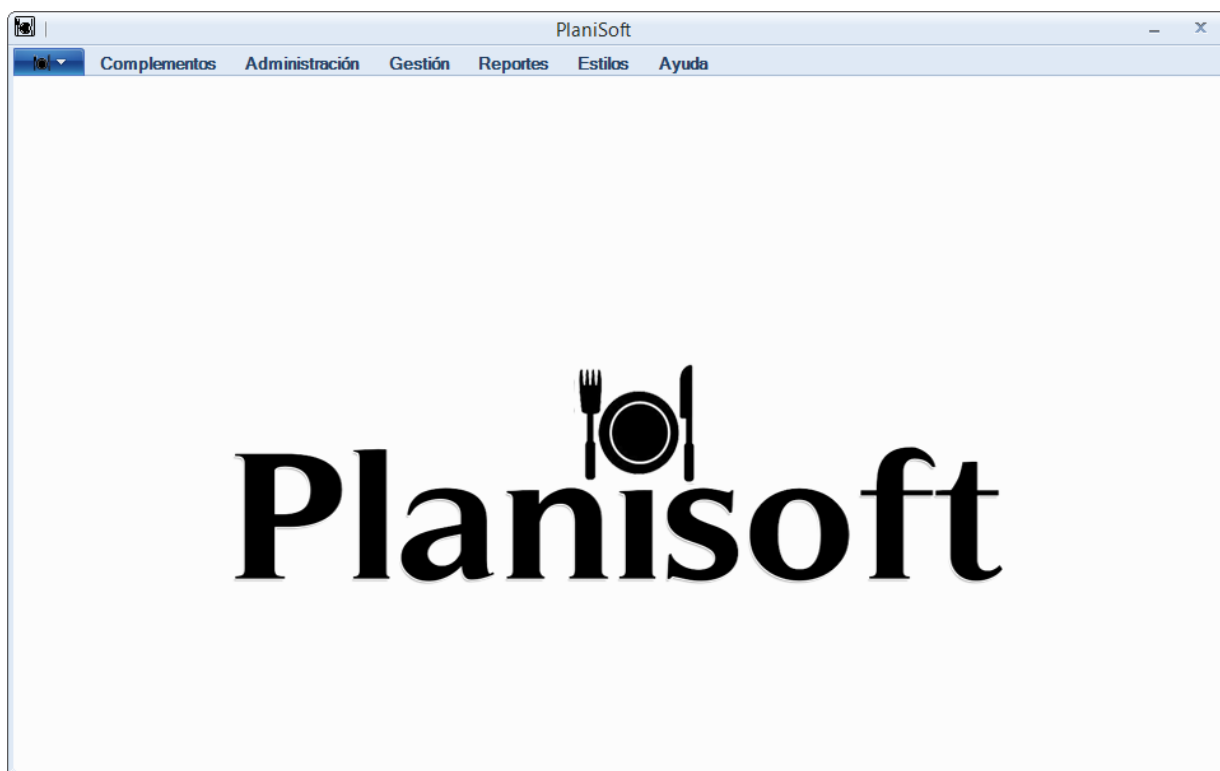 PlaniSoft
Complementos Administración Gestión Reportes Estilos Ayuda
Planisoft